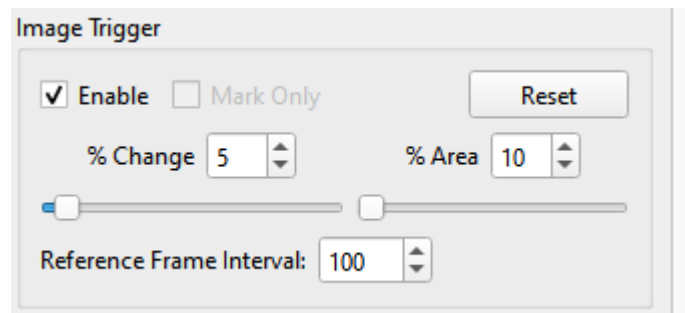 Image Trigger
Enable Mark Only Reset
% Change 5 % Area 10
Reference Frame Interval: 100